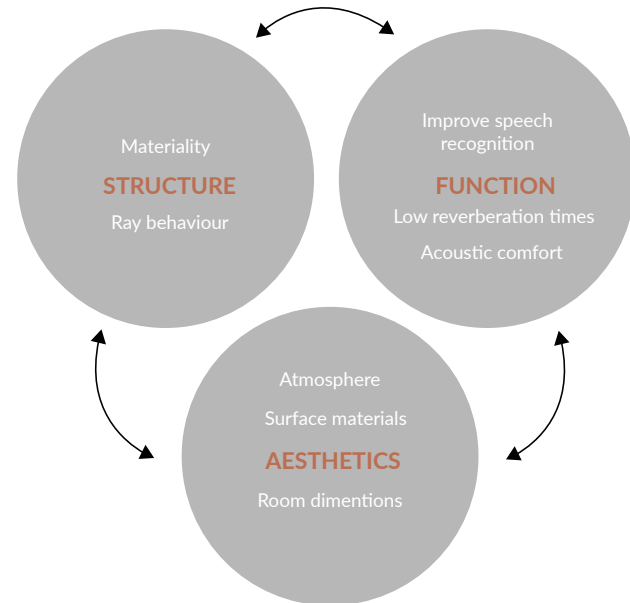 Materiality
STRUCTURE
Ray behaviour
Improve speech
recognition
FUNCTION
Low reverberation times
Acoustic comfort
Atmosphere
Surface materials
AESTHETICS
Room dimentions